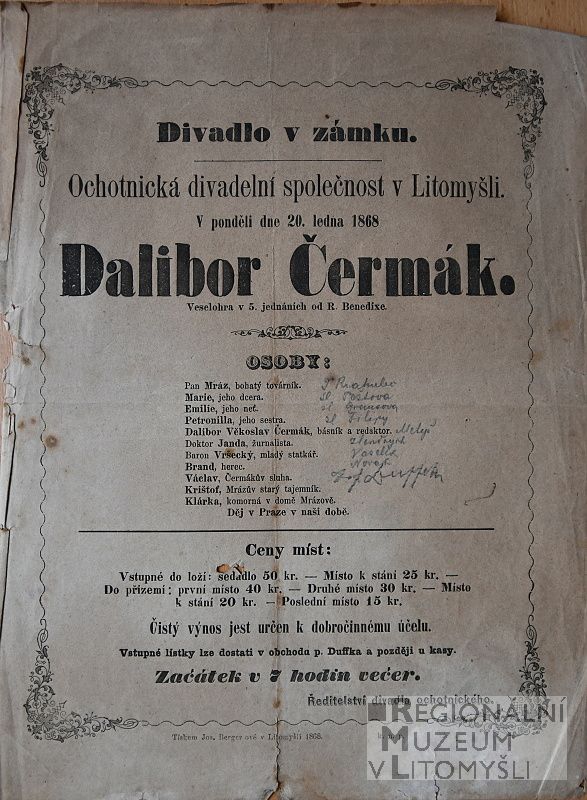 Divadlo v zámku.
Ochotnická divadelní společnost v Litomyšli.
V pondělí dne 20. ledna 1868
Dalibor Čermák.
Veselohra v 5. jednáních od R. Benedixe.
OSOBY:
Pan Mráz, bohatý továrník.
Marie, jeho dcera.
Emilie, jeho neť.
Petronilla, jeho sestra.
Dalibor Věkoslav Čermák, básník a redaktor.
Doktor Janda, žurnalista.
Baron Vršecký, mladý statkář. Veselka
Brand, herec. Novák
Václav, Čermákův sluha. Jos. Duffek
Krištof, Mrázův starý tajemník.
Klárka, komorná v domě Mrázově.
Děj v Praze v naší době.
Ceny míst:
Vstupné do loží: sedadlo 50 kr. — Místo k stání 25 kr. —
Do přízemí: první místo 40 kr. — Druhé místo 30 kr. — Místo
k stání 20 kr. — Poslední místo 15 kr.
Čistý výnos jest určen k dobročinnému účelu.
Vstupné lístky lze dostati v obchodu p. Duffka a později u kasy.
Začátek v 7 hodin večer.
Ředitelství divadla ochotnického.
Tiskem Jos. Bergerové v Litomyšli 1868.
REGIONÁLNÍ
MUZEUM
V LITOMYŠLI